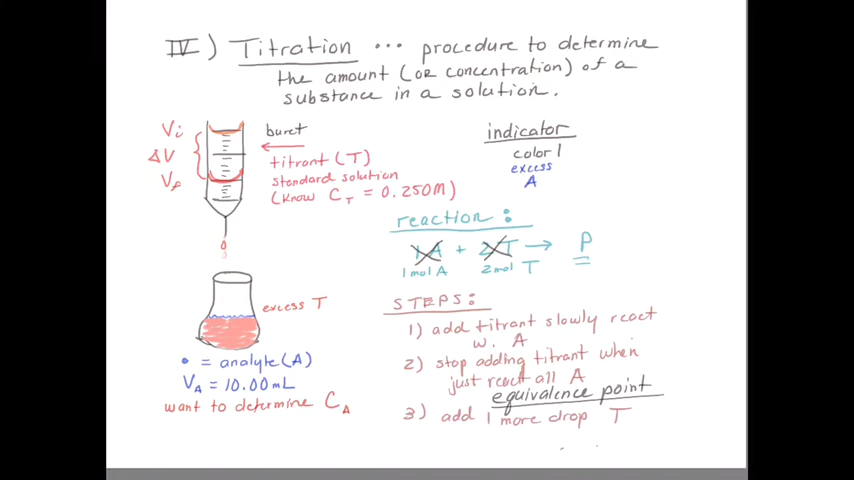 IV) Titration ... procedure to determine
the amount (or concentration) of a
substance in a solution.
Vi
ΔV
Vf
buret
titrant (T)
standard solution
(know CT = 0.250M)
indicator
color 1
excess
A
reaction:
1A + 2T → P
1 mol A 2 mol T
excess T
• = analyte (A)
VA = 10.00 mL
want to determine CA
STEPS:
1) add titrant slowly react
w. A
2) stop adding titrant when
just react all A
equivalence point
3) add 1 more drop T